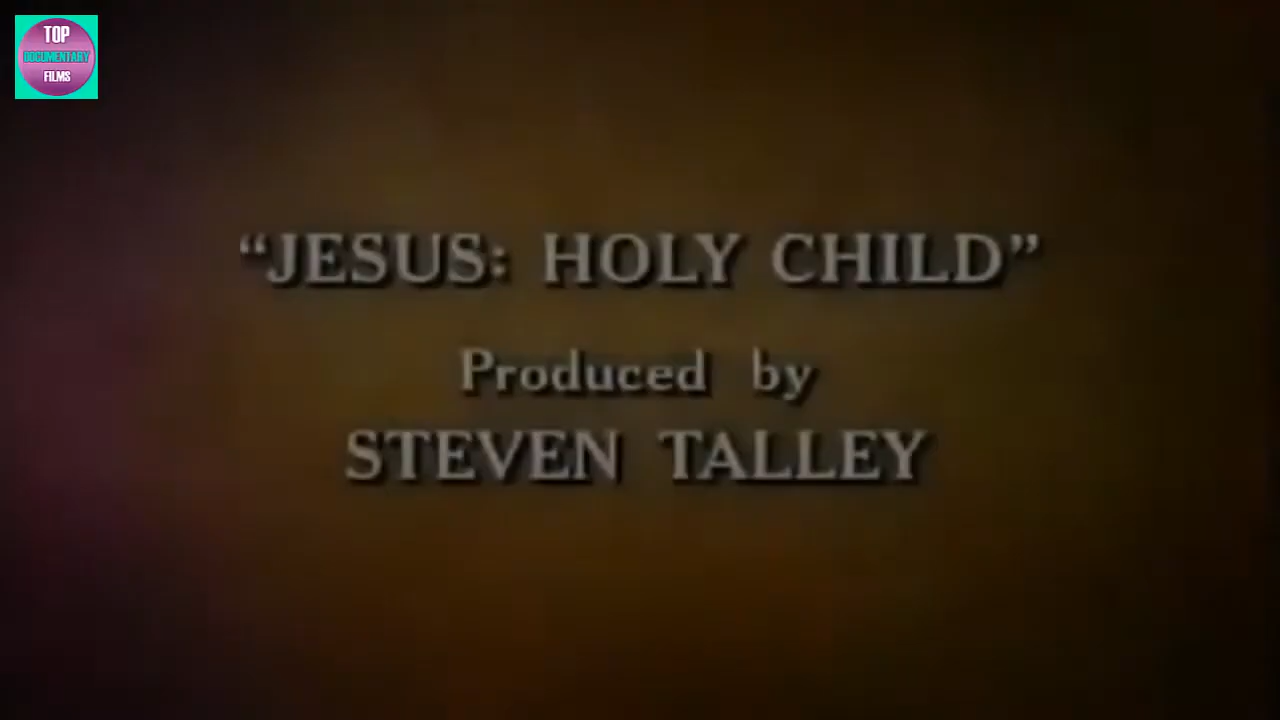 TOP
DOCUMENTARY
FILMS
“JESUS: HOLY CHILD”
Produced by
STEVEN TALLEY